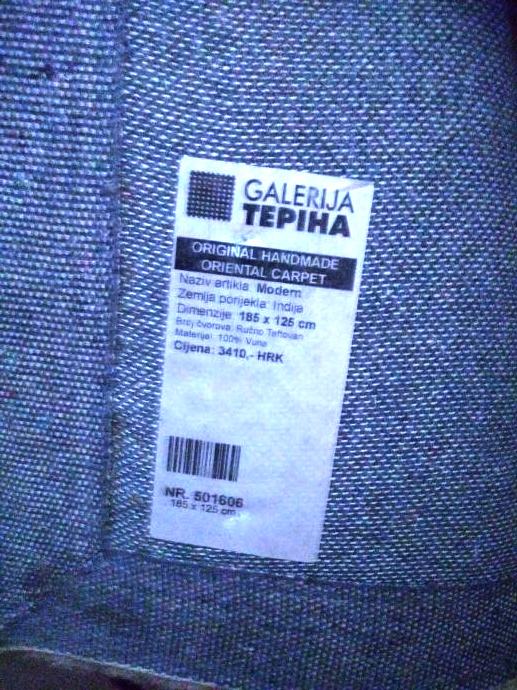 GALERIJA
TEPIHA
ORIGINAL HANDMADE
ORIENTAL CARPET
Naziv artikla: Modern
Zemlja porijekla: Indija
Dimenzije: 185 x 125 cm
Broj čvorova: Ručno Taftovan
Materijal: 100% Vuna
Cijena: 3410,- HRK
NR. 501606
185 x 125 cm